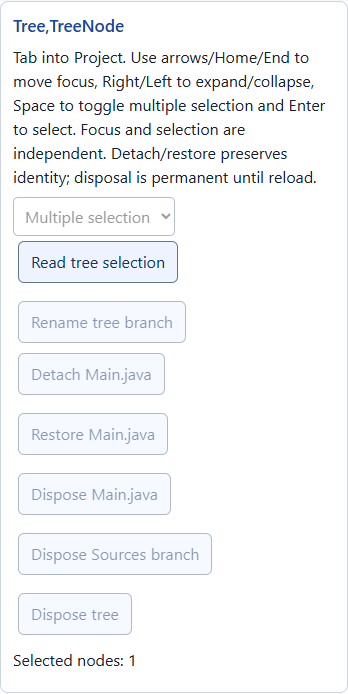 Tree,TreeNode
Tab into Project. Use arrows/Home/End to
move focus, Right/Left to expand/collapse,
Space to toggle multiple selection and Enter
to select. Focus and selection are
independent. Detach/restore preserves
identity; disposal is permanent until reload.
Multiple selection
Read tree selection
Rename tree branch
Detach Main.java
Restore Main.java
Dispose Main.java
Dispose Sources branch
Dispose tree
Selected nodes: 1